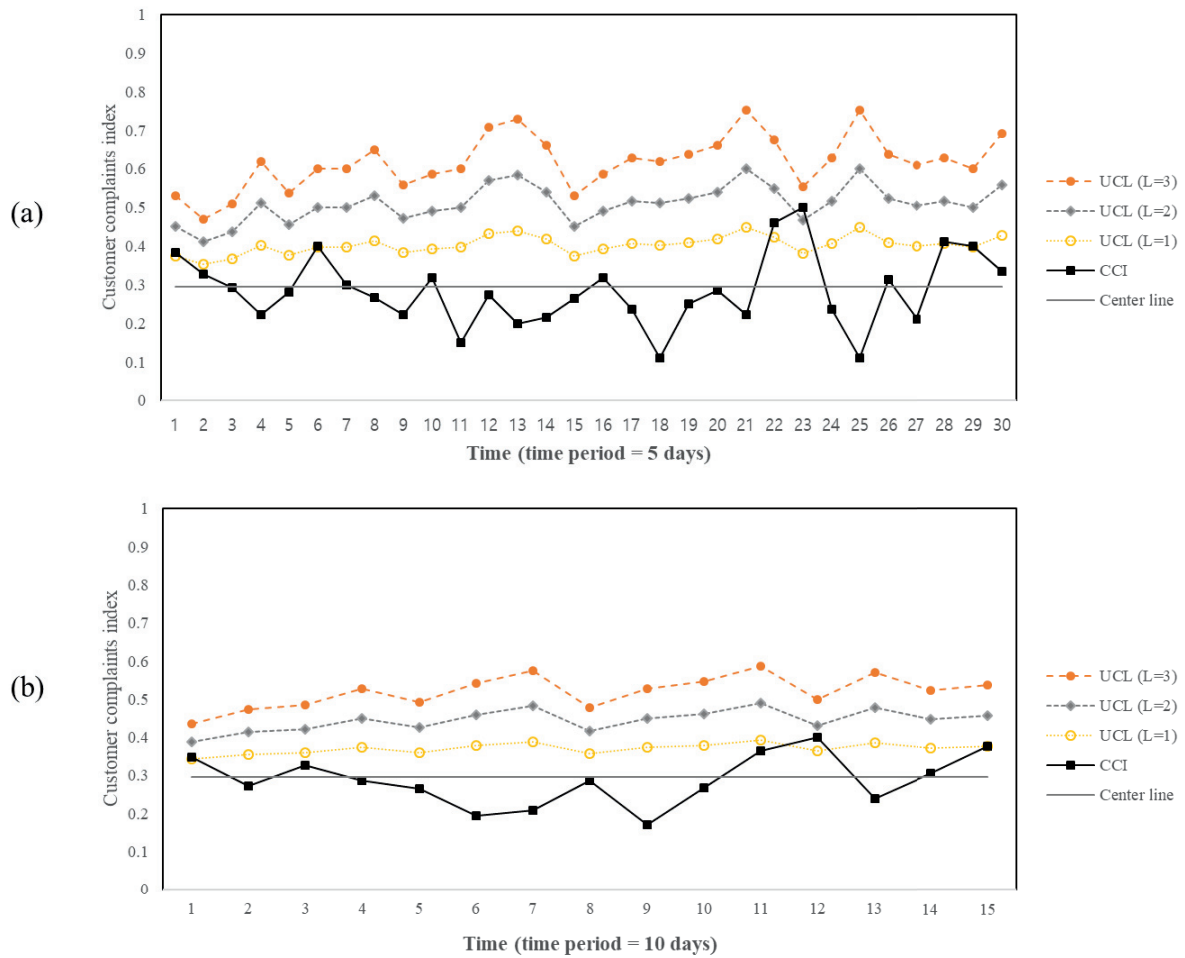 (a)
Customer complaints index
1
0.9
0.8
0.7
0.6
0.5
0.4
0.3
0.2
0.1
0
1 2 3 4 5 6 7 8 9 10 11 12 13 14 15 16 17 18 19 20 21 22 23 24 25 26 27 28 29 30
Time (time period = 5 days)
UCL (L=3)
UCL (L=2)
UCL (L=1)
CCI
Center line
(b)
Customer complaints index
1
0.9
0.8
0.7
0.6
0.5
0.4
0.3
0.2
0.1
0
1 2 3 4 5 6 7 8 9 10 11 12 13 14 15
Time (time period = 10 days)
UCL (L=3)
UCL (L=2)
UCL (L=1)
CCI
Center line